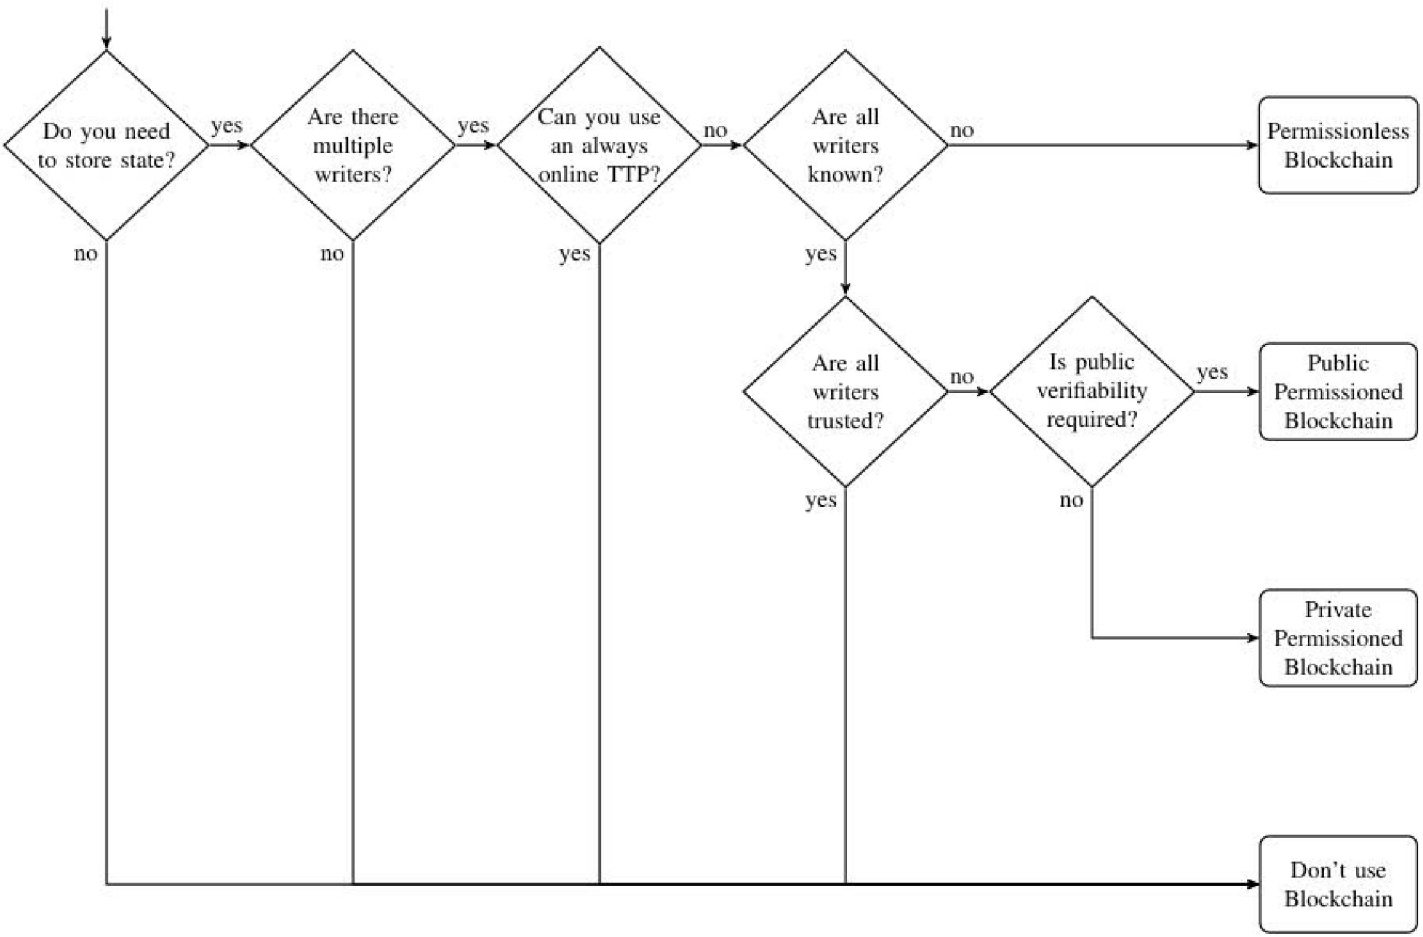 Do you need
to store state?
yes
no
Are there
multiple
writers?
yes
no
Can you use
an always
online TTP?
no
yes
Are all
writers
known?
no
yes
Permissionless
Blockchain
Are all
writers
trusted?
no
yes
Is public
verifiability
required?
yes
no
Public
Permissioned
Blockchain
Private
Permissioned
Blockchain
Don't use
Blockchain